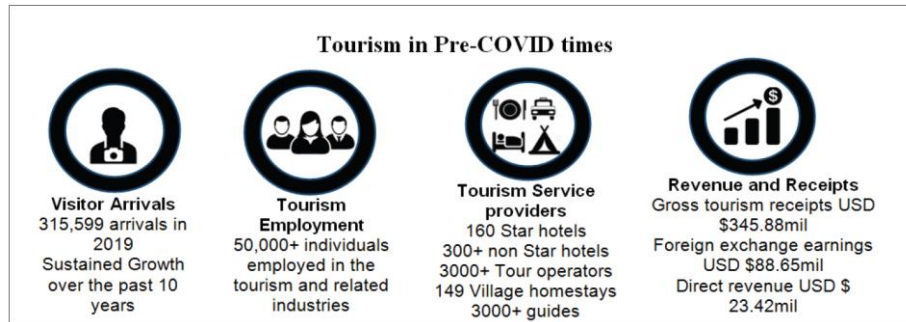 Tourism in Pre-COVID times
$
Visitor Arrivals
315,599 arrivals in
2019
Sustained Growth
over the past 10
years
Tourism
Employment
50,000+ individuals
employed in the
tourism and related
industries
Tourism Service
providers
160 Star hotels
300+ non Star hotels
3000+ Tour operators
149 Village homestays
3000+ guides
Revenue and Receipts
Gross tourism receipts USD
$345.88mil
Foreign exchange earnings
USD $88.65mil
Direct revenue USD $
23.42mil